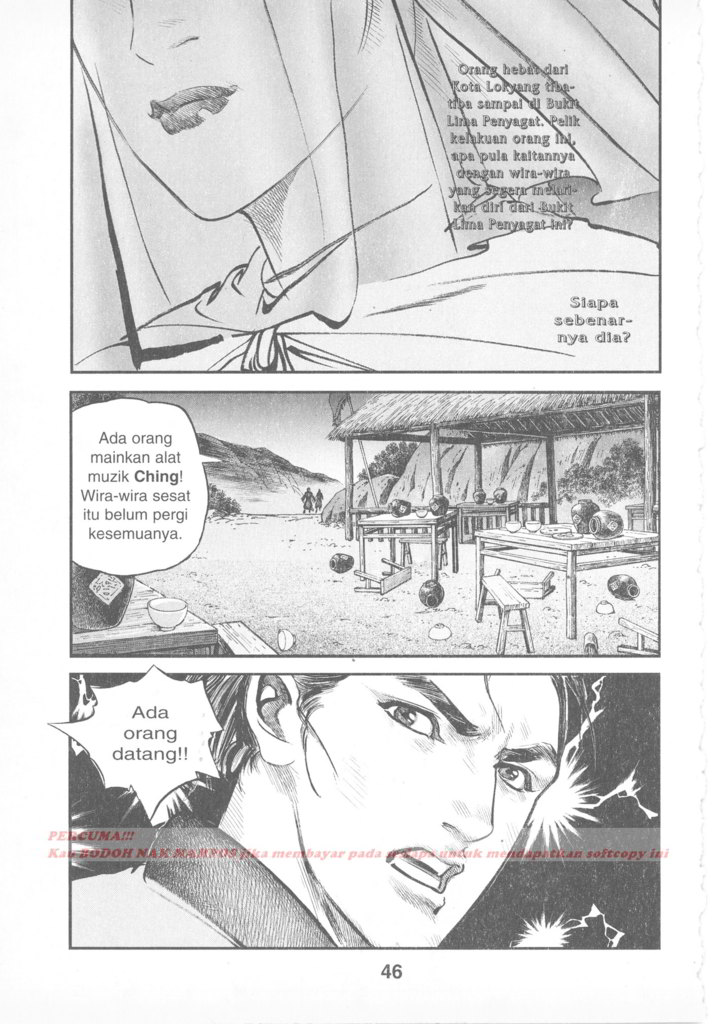 Orang hebat dari
Kota Lokyang tiba-
tiba sampai di Bukit
Lima Penyagat. Pelik
kelakuan orang ini,
apa pula kaitannya
dengan wira-wira
yang segera melari-
kan diri dari Bukit
Lima Penyagat ini?
Siapa
sebenar-
nya dia?
Ada orang
mainkan alat
muzik Ching!
Wira-wira sesat
itu belum pergi
kesemuanya.
Ada
orang
datang!!
PERCUMA!!!
Kau BODOH NAK MAMPOS jika membayar pada sesapa untuk mendapatkan softcopy ini
46